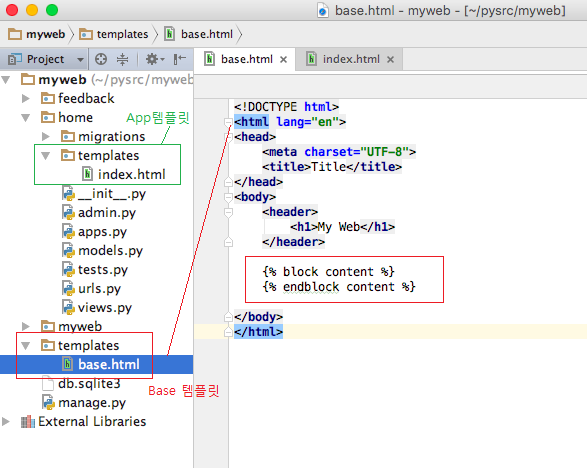 base.html - myweb - [~/pysrc/myweb]
myweb templates base.html
Project
base.html
index.html
myweb (~/pysrc/myweb
feedback
home
App템플릿
migrations
templates
index.html
__init__.py
admin.py
apps.py
models.py
tests.py
urls.py
views.py
myweb
templates
base.html
db.sqlite3
Base 템플릿
manage.py
External Libraries
<!DOCTYPE html>
<html lang="en">
<head>
<meta charset="UTF-8">
<title>Title</title>
</head>
<body>
<header>
<h1>My Web</h1>
</header>
{% block content %}
{% endblock content %}
</body>
</html>